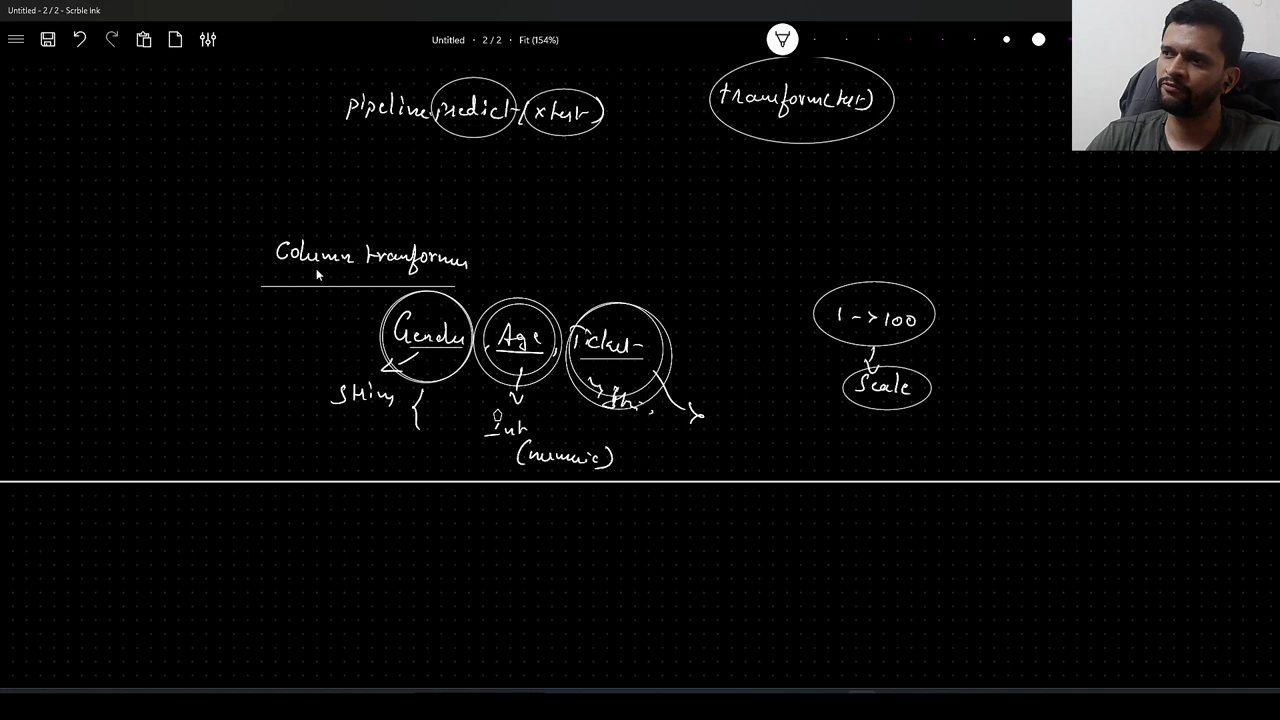 Untitled - 2 / 2 - Scrble Ink
Untitled • 2 / 2 • Fit (154%)
pipeline.predict(xtest)
transform(test)
Column tranformer
Gender, Age, Ticket
1 -> 100
Scale
String
int
(numeric)